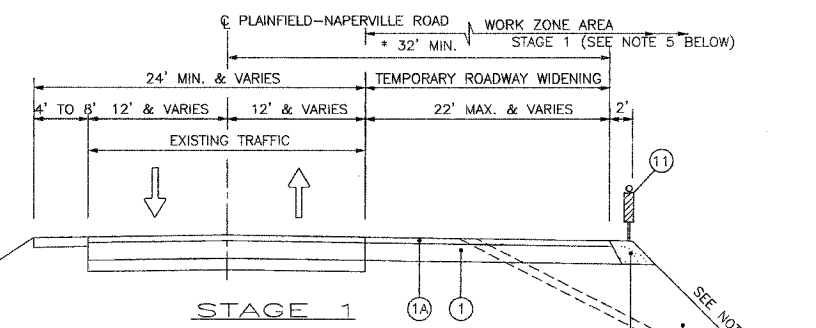 ℄ PLAINFIELD-NAPERVILLE ROAD
WORK ZONE AREA
STAGE 1 (SEE NOTE 5 BELOW)
* 32' MIN.
24' MIN. & VARIES
TEMPORARY ROADWAY WIDENING
4' TO 8'
12' & VARIES
12' & VARIES
22' MAX. & VARIES
2'
EXISTING TRAFFIC
11
STAGE 1
1A
1
SEE